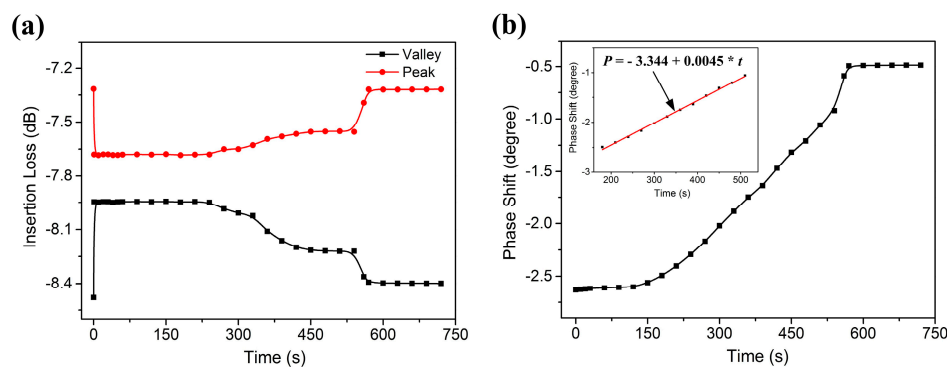 (a)
Insertion Loss (dB)
-7.2
-7.5
-7.8
-8.1
-8.4
Valley
Peak
0 150 300 450 600 750
Time (s)
(b)
Phase Shift (degree)
-0.5
-1.0
-1.5
-2.0
-2.5
P = - 3.344 + 0.0045 * t
Phase Shift (degree)
-1
-2
-3
200 300 400 500
Time (s)
0 150 300 450 600 750
Time (s)